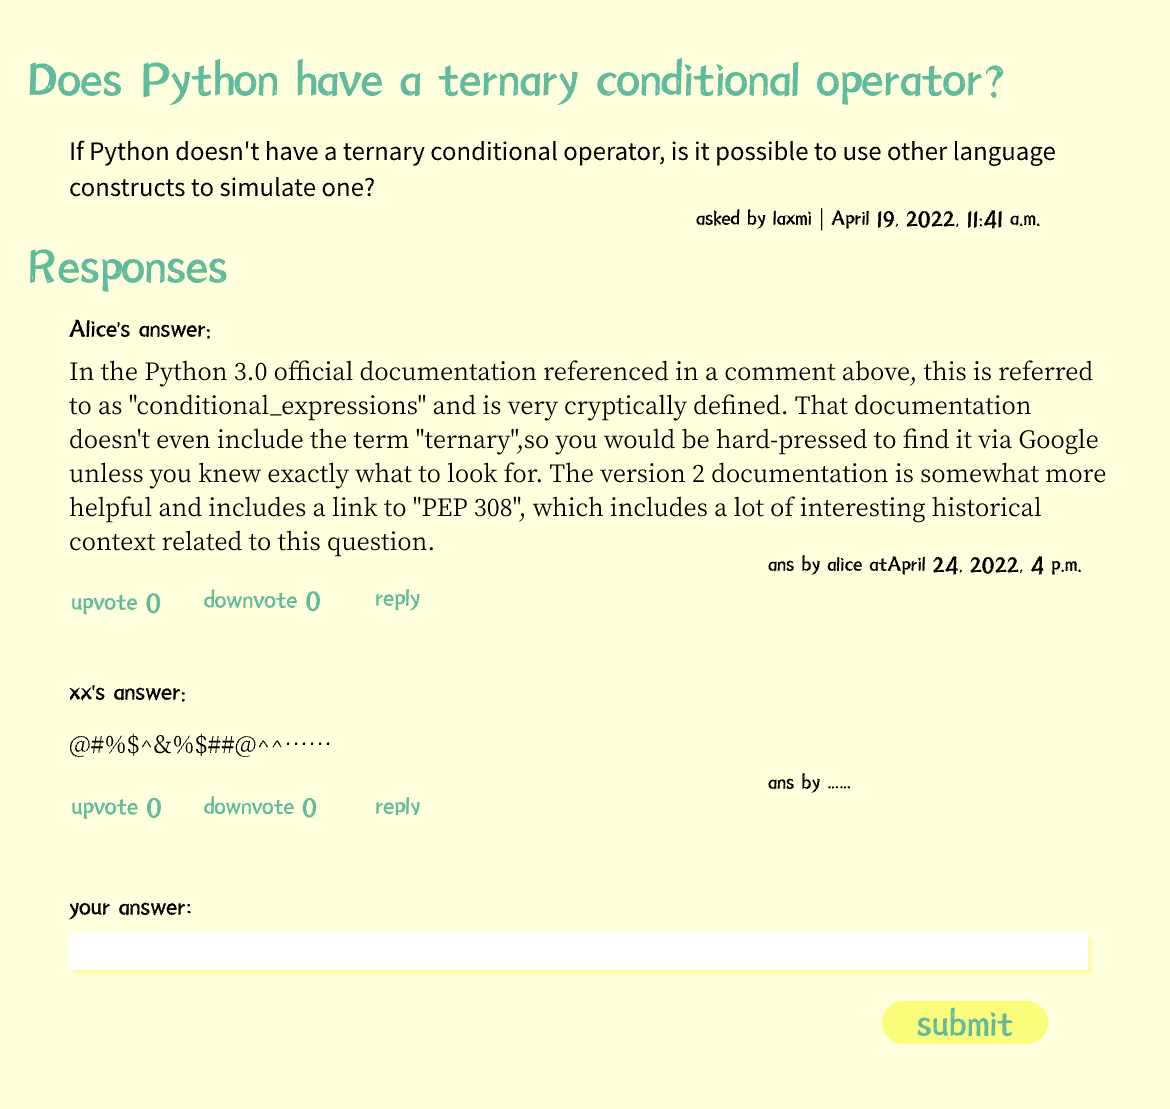 Does Python have a ternary conditional operator?
If Python doesn't have a ternary conditional operator, is it possible to use other language
constructs to simulate one?
asked by laxmi | April 19, 2022, 11:41 a.m.
Responses
Alice's answer:
In the Python 3.0 official documentation referenced in a comment above, this is referred
to as "conditional_expressions" and is very cryptically defined. That documentation
doesn't even include the term "ternary",so you would be hard-pressed to find it via Google
unless you knew exactly what to look for. The version 2 documentation is somewhat more
helpful and includes a link to "PEP 308", which includes a lot of interesting historical
context related to this question.
ans by alice atApril 24, 2022, 4 p.m.
upvote 0 downvote 0 reply
xx's answer:
@#%$^&%$##@^^⋯⋯
ans by ......
upvote 0 downvote 0 reply
your answer:
submit